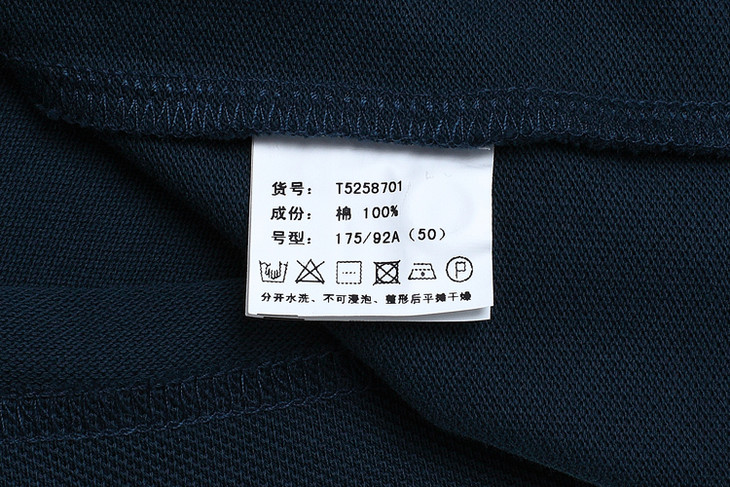 货号： T5258701
成份： 棉 100%
号型： 175/92A（50）
P
分开水洗、不可浸泡、整形后平摊干燥